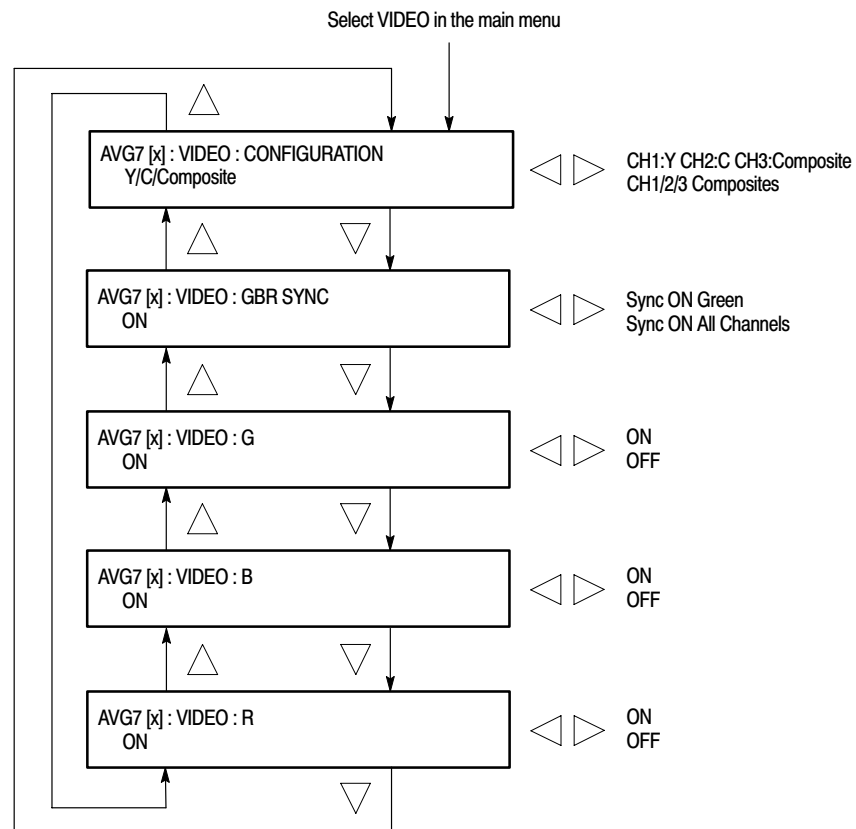 Select VIDEO in the main menu
AVG7 [x] : VIDEO : CONFIGURATION
Y/C/Composite
CH1:Y CH2:C CH3:Composite
CH1/2/3 Composites
AVG7 [x] : VIDEO : GBR SYNC
ON
Sync ON Green
Sync ON All Channels
AVG7 [x] : VIDEO : G
ON
ON
OFF
AVG7 [x] : VIDEO : B
ON
ON
OFF
AVG7 [x] : VIDEO : R
ON
ON
OFF